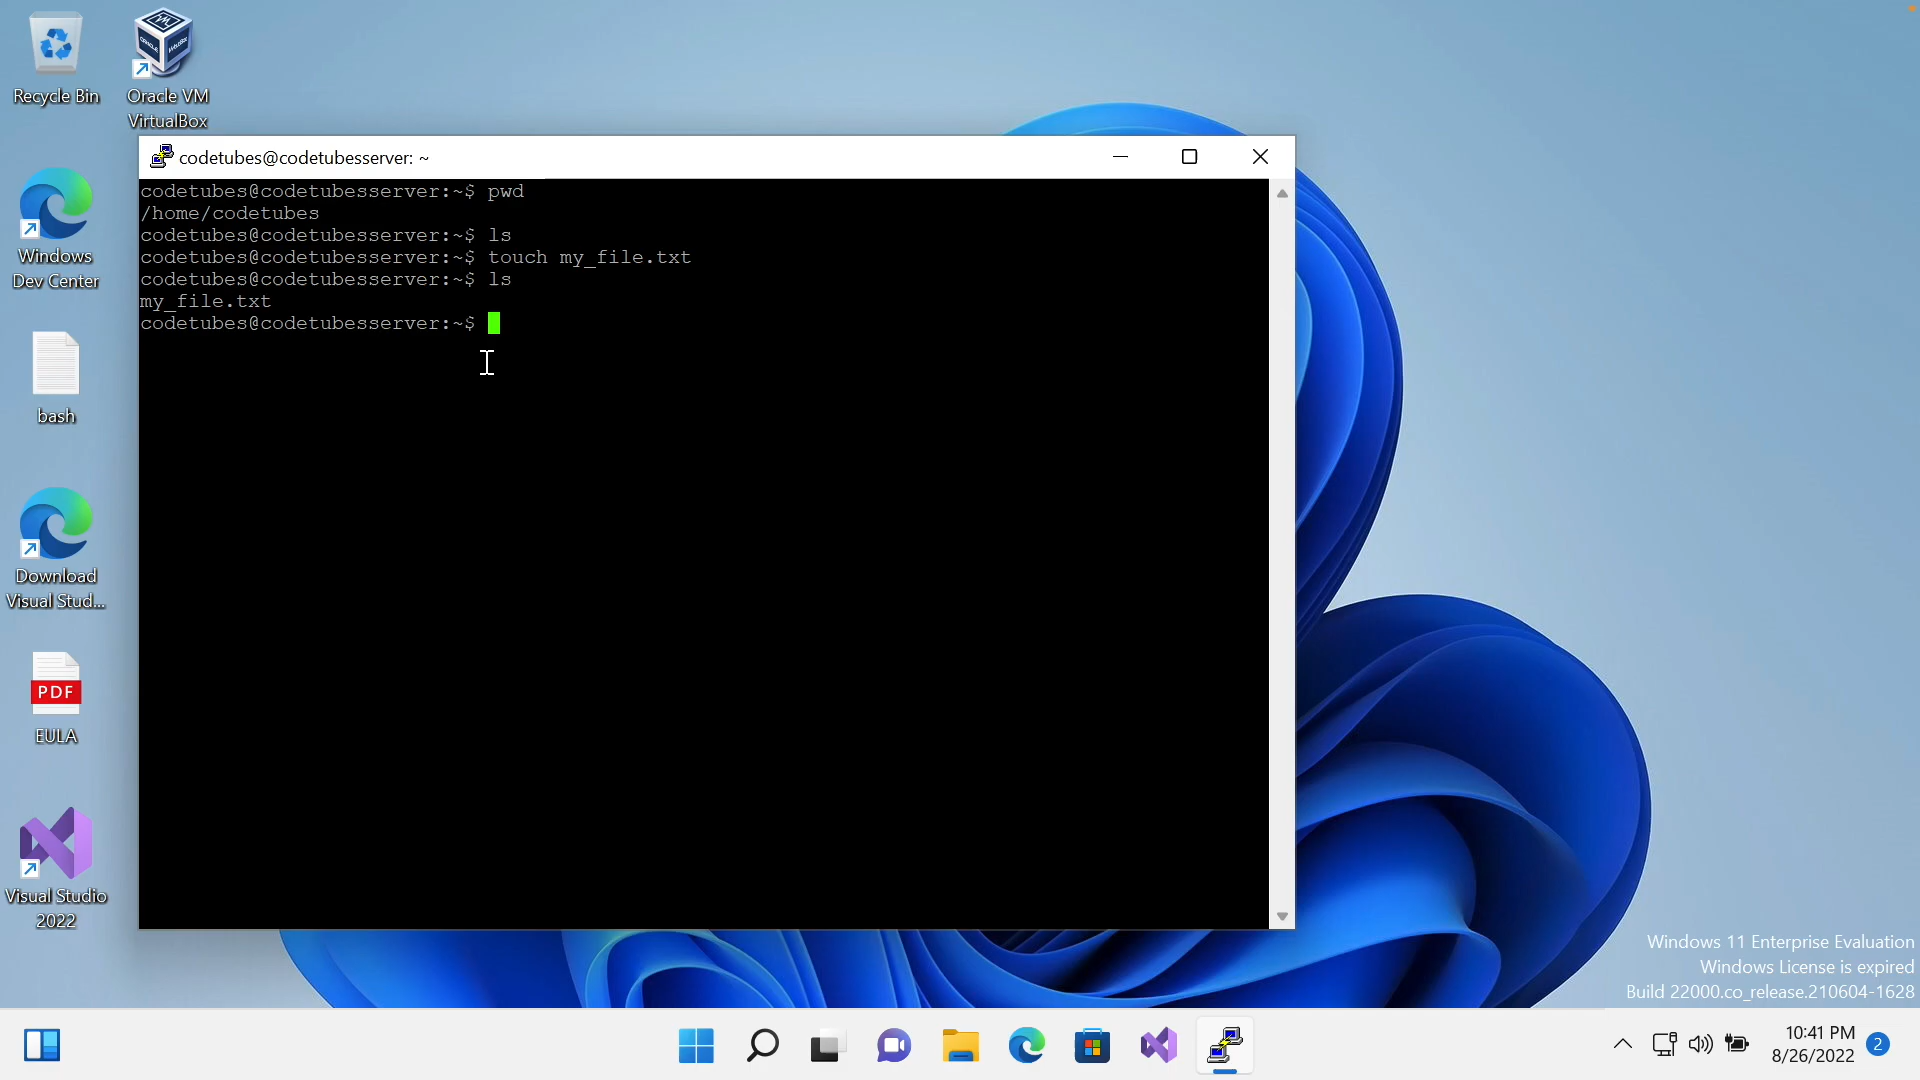 Recycle Bin
Oracle VM
VirtualBox
Windows
Dev Center
bash
Download
Visual Stud...
PDF
EULA
Visual Studio
2022
codetubes@codetubesserver: ~
codetubes@codetubesserver:~$ pwd
/home/codetubes
codetubes@codetubesserver:~$ ls
codetubes@codetubesserver:~$ touch my_file.txt
codetubes@codetubesserver:~$ ls
my_file.txt
codetubes@codetubesserver:~$
Windows 11 Enterprise Evaluation
Windows License is expired
Build 22000.co_release.210604-1628
10:41 PM
8/26/2022
2